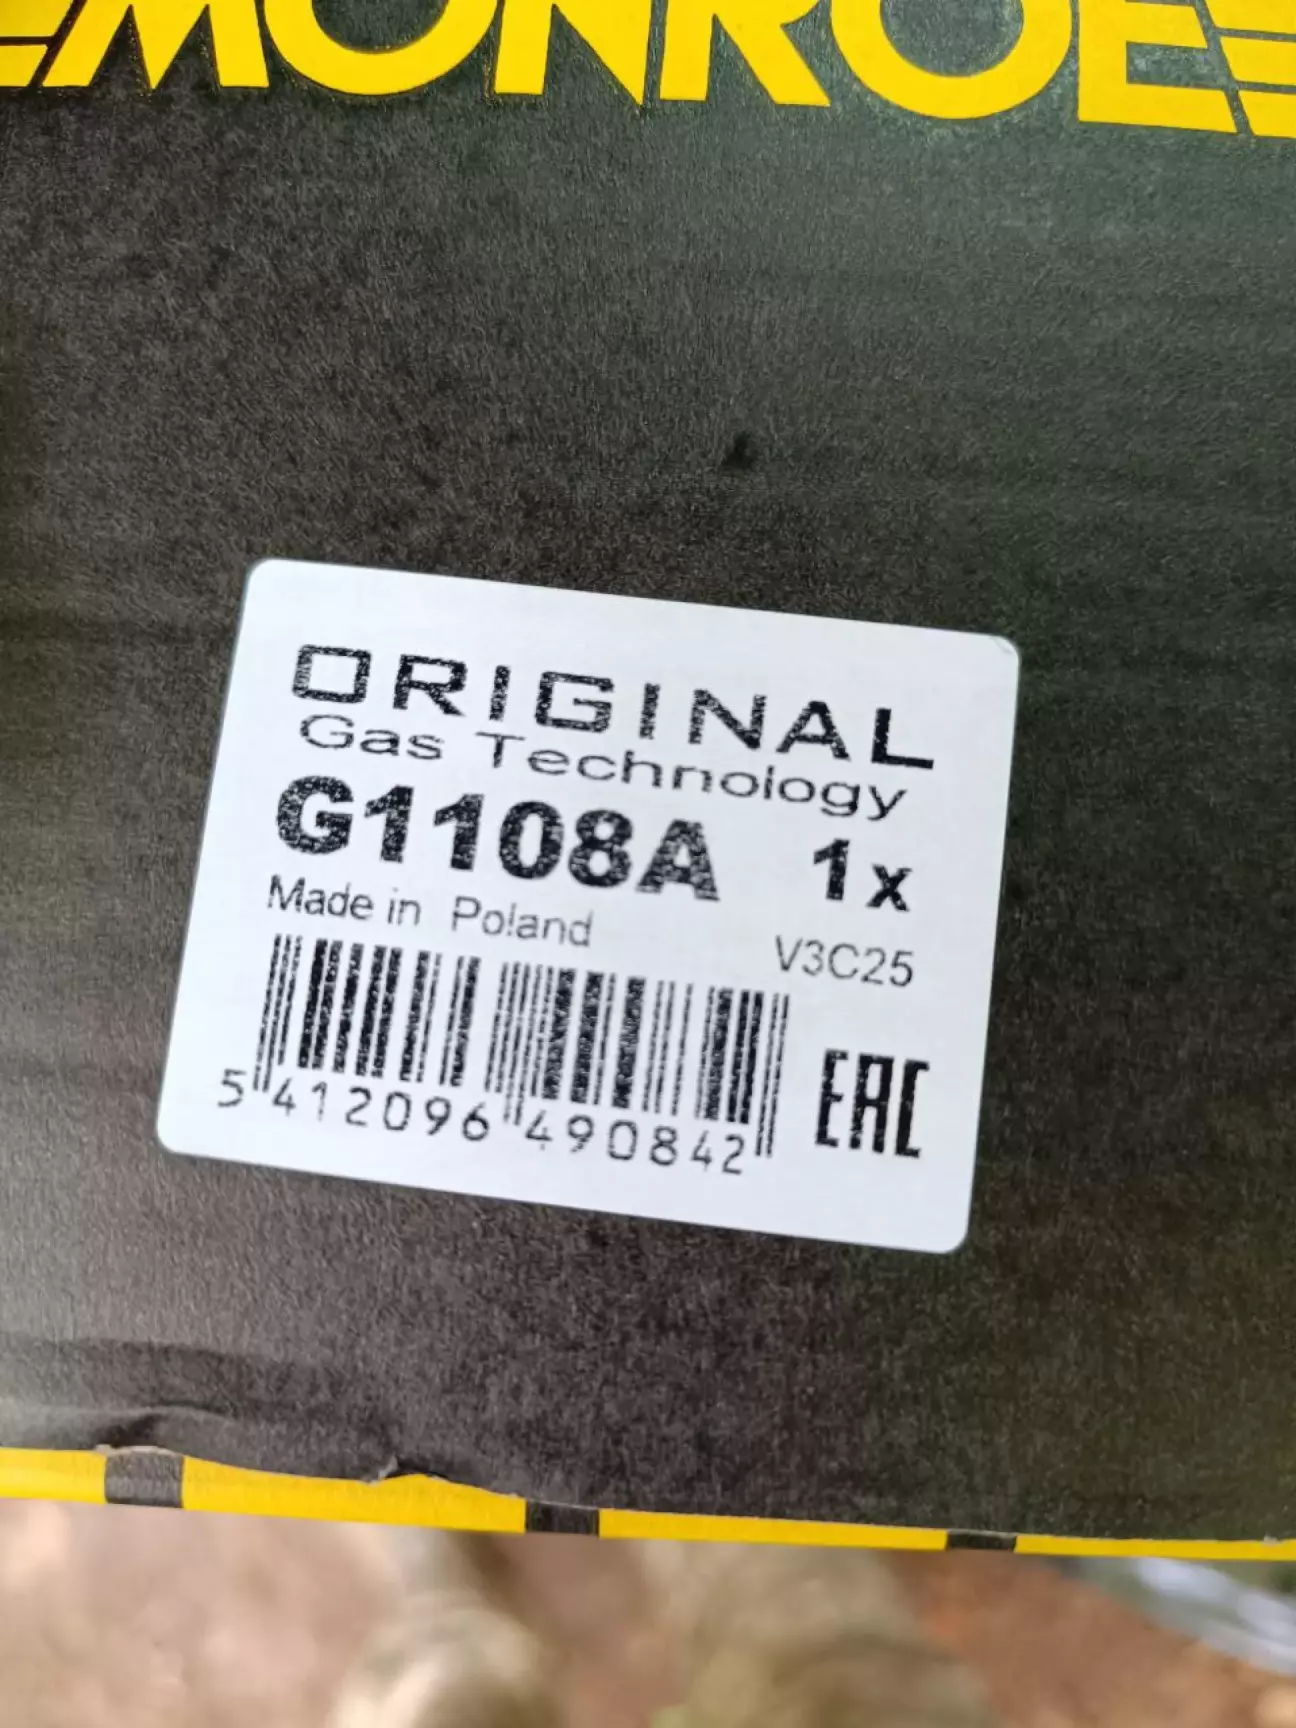 MONROE
ORIGINAL
Gas Technology
G1108A 1x
Made in Poland
V3C25
5 412096 490842
EAC